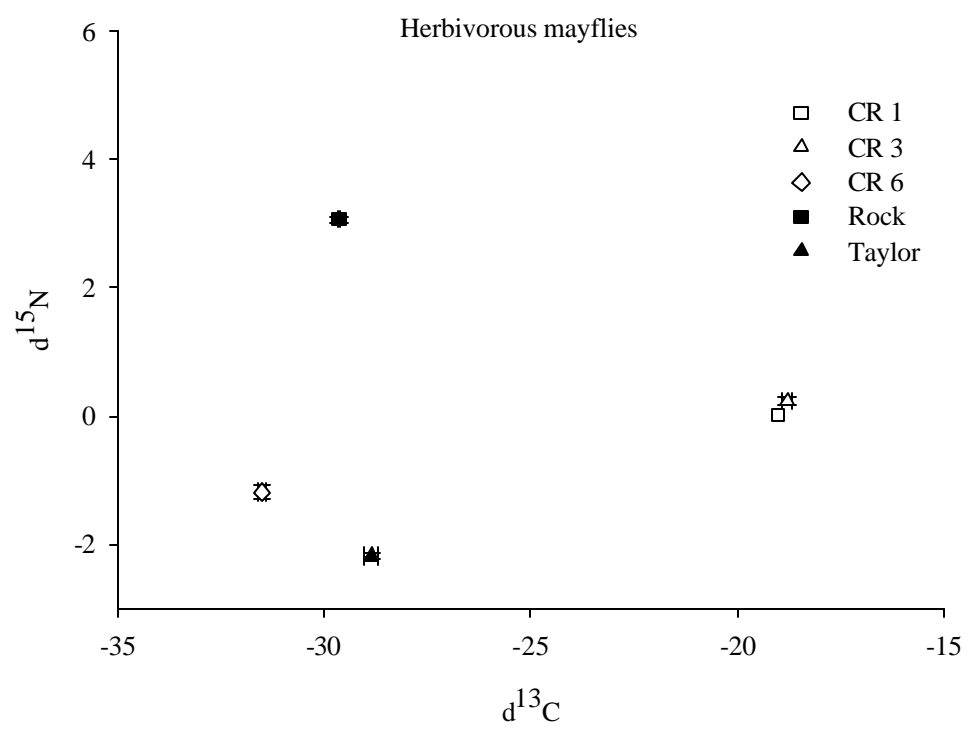 Herbivorous mayflies
6
4
2
0
-2
d15N
CR 1
CR 3
CR 6
Rock
Taylor
-35 -30 -25 -20 -15
d13C